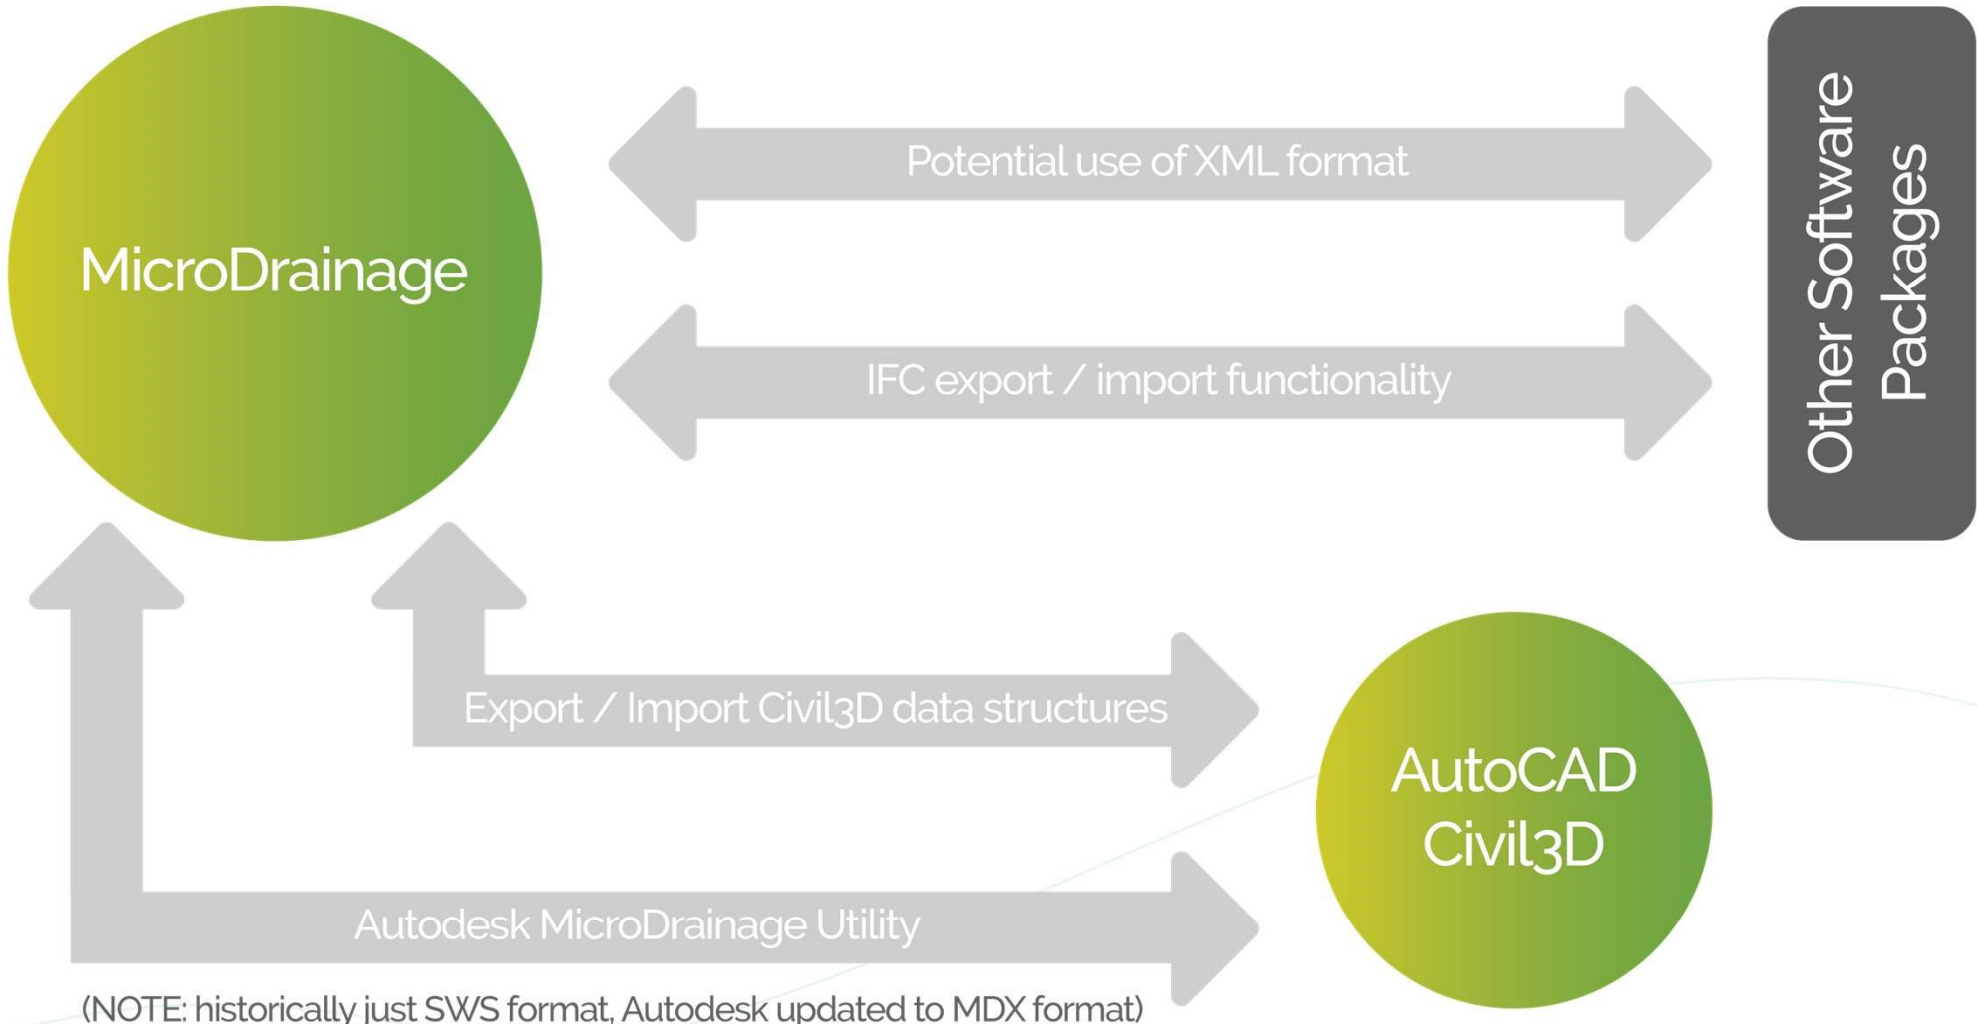 MicroDrainage
Potential use of XML format
IFC export / import functionality
Other Software
Packages
Export / Import Civil3D data structures
AutoCAD
Civil3D
Autodesk MicroDrainage Utility
(NOTE: historically just SWS format, Autodesk updated to MDX format)